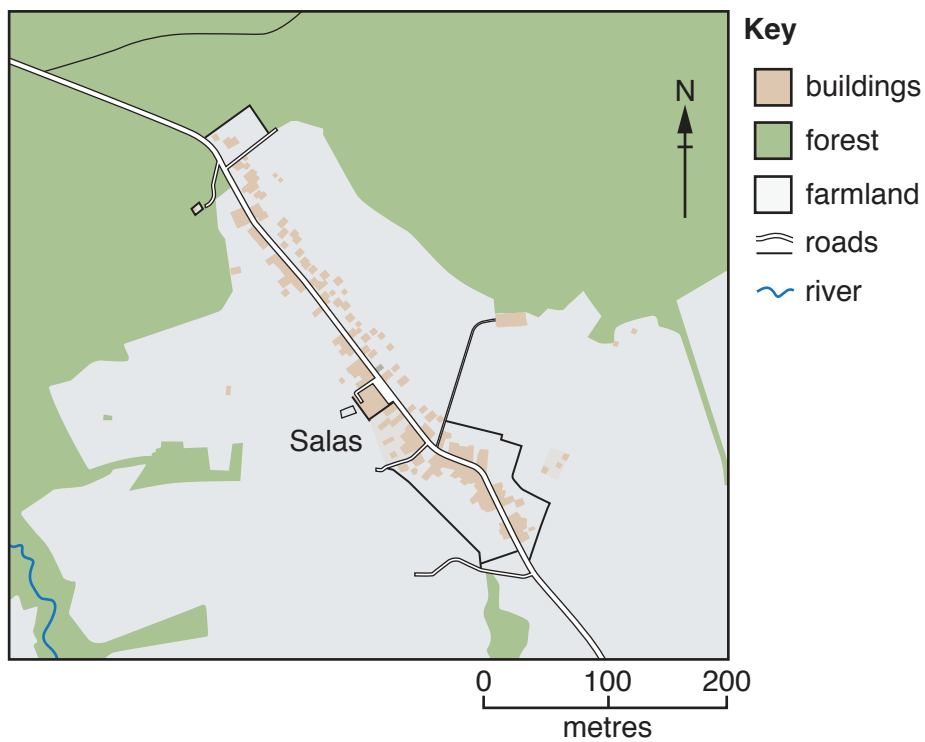 Key
buildings
forest
farmland
roads
river
N
Salas
0 100 200
metres